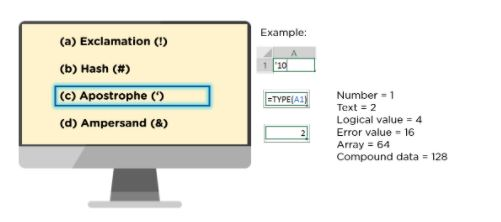 (a) Exclamation (!)
(b) Hash (#)
(c) Apostrophe (‘)
(d) Ampersand (&)
Example:
A
1 '10
=TYPE(A1)
2
Number = 1
Text = 2
Logical value = 4
Error value = 16
Array = 64
Compound data = 128